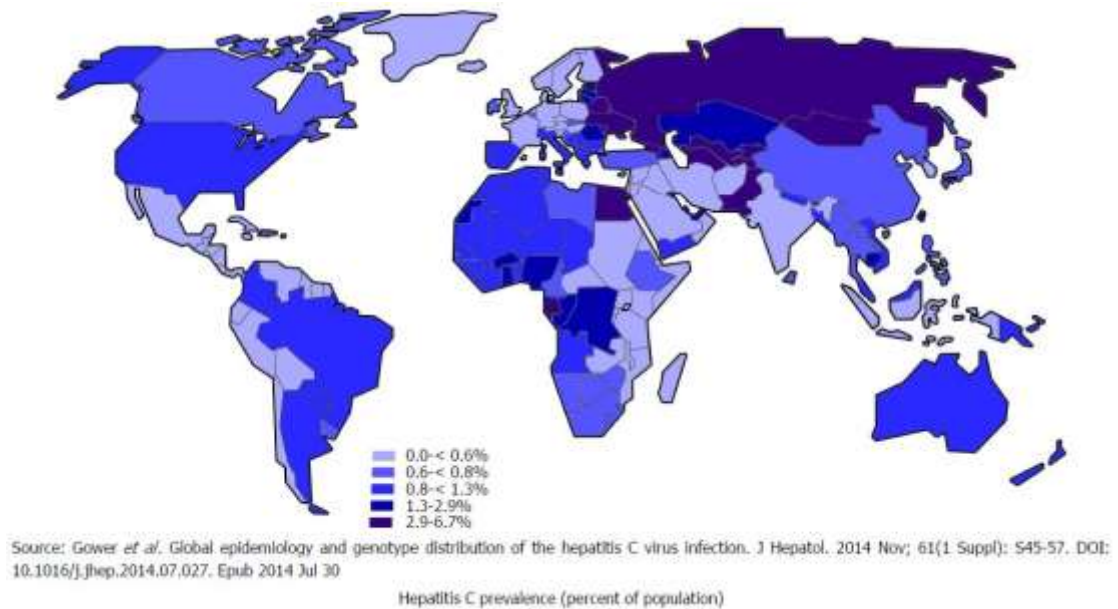 0.0-< 0.6%
0.6-< 0.8%
0.8-< 1.3%
1.3-2.9%
2.9-6.7%
Source: Gower et al. Global epidemiology and genotype distribution of the hepatitis C virus infection. J Hepatol. 2014 Nov; 61(1 Suppl): S45-57. DOI:
10.1016/j.jhep.2014.07.027. Epub 2014 Jul 30
Hepatitis C prevalence (percent of population)